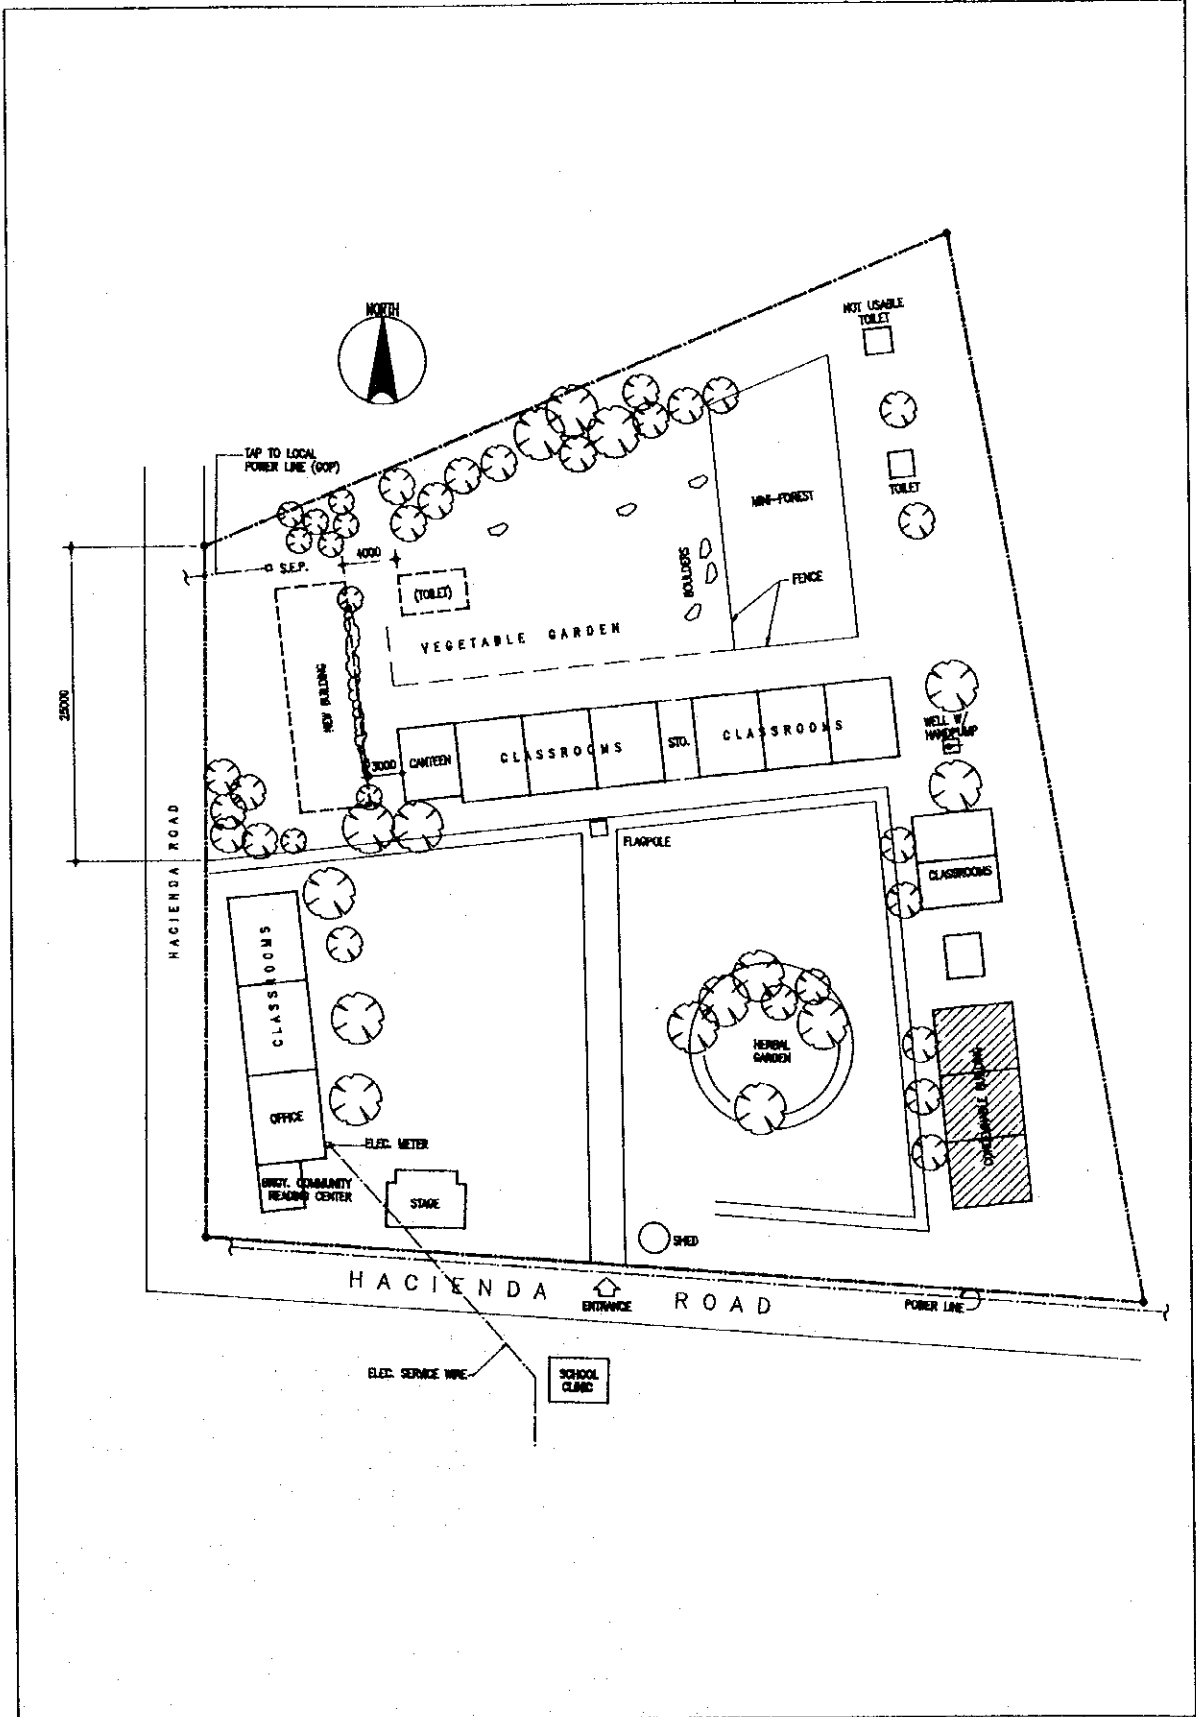 NORTH
NOT USABLE
TOILET
TAP TO LOCAL
POWER LINE (GOP)
TOILET
MINI-FOREST
4000
S.E.P.
(TOILET)
BOULDERS
FENCE
VEGETABLE GARDEN
25000
NEW BUILDING
WELL W/
HANDPUMP
3000
CANTEEN
CLASSROOMS
STO.
CLASSROOMS
FLAGPOLE
HACIENDA ROAD
CLASSROOMS
CLASSROOMS
HERBAL
GARDEN
CONDEMNABLE BUILDING
OFFICE
ELEC. METER
BRGY. COMMUNITY
READING CENTER
STAGE
SHED
HACIENDA ROAD
ENTRANCE
POWER LINE
ELEC. SERVICE WIRE
SCHOOL
CLINIC